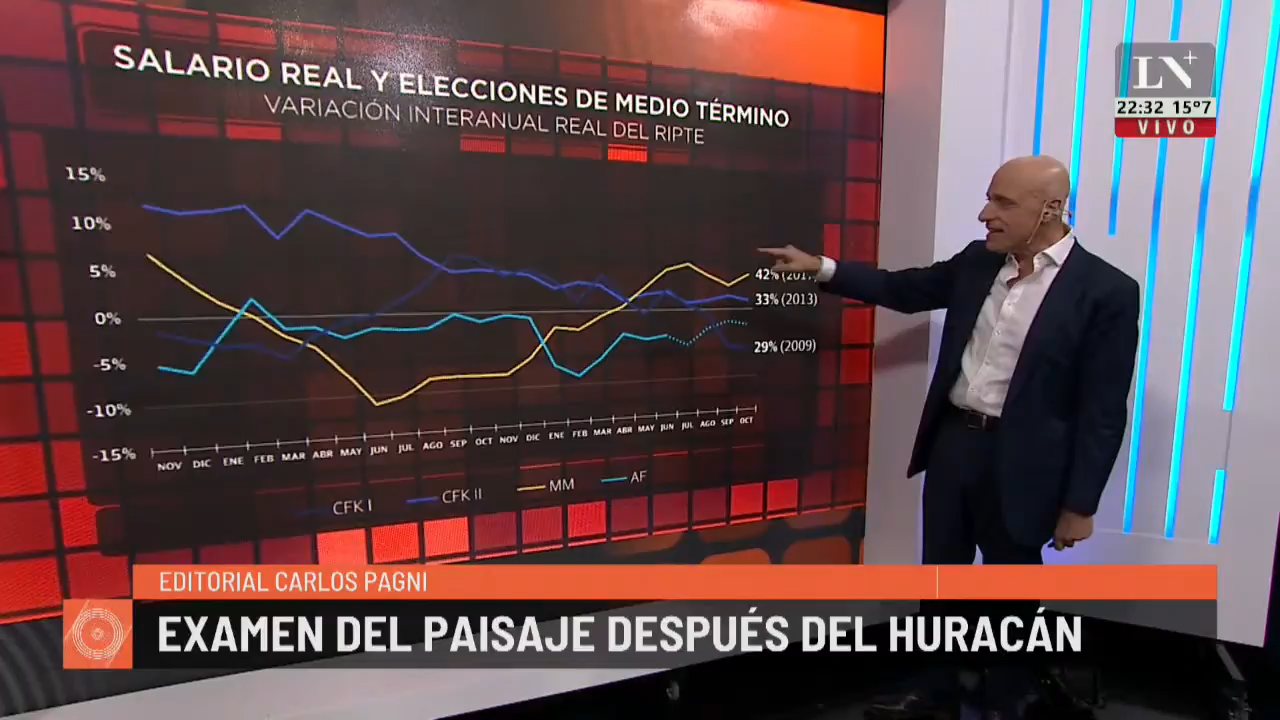 SALARIO REAL Y ELECCIONES DE MEDIO TÉRMINO
VARIACIÓN INTERANUAL REAL DEL RIPTE
LN+
22:32 15°7
VIVO
15%
10%
5%
0%
-5%
-10%
-15%
42%
33% (2013)
29% (2009)
NOV DIC ENE FEB MAR ABR MAY JUN JUL AGO SEP OCT NOV DIC ENE FEB MAR ABR MAY JUN JUL AGO SEP OCT
CFK I CFK II MM AF
EDITORIAL CARLOS PAGNI
EXAMEN DEL PAISAJE DESPUÉS DEL HURACÁN